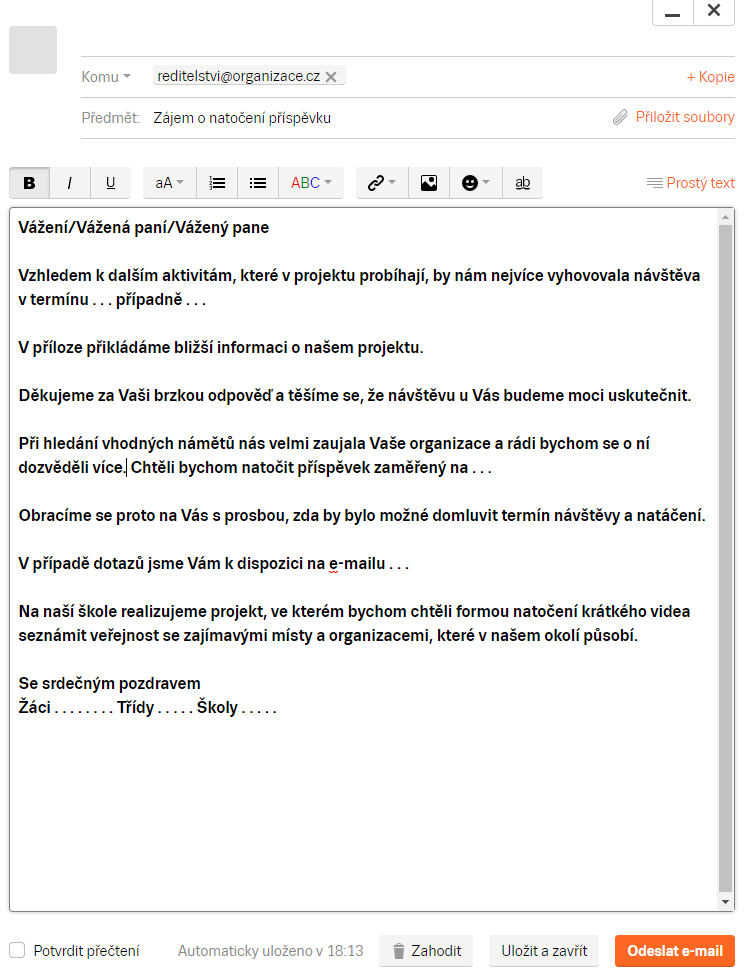 Komu
reditelstvi@organizace.cz
+ Kopie
Předmět: Zájem o natočení příspěvku
Přiložit soubory
B I U aA ABC ab
Prostý text
Vážení/Vážená paní/Vážený pane
Vzhledem k dalším aktivitám, které v projektu probíhají, by nám nejvíce vyhovovala návštěva
v termínu . . . případně . . .
V příloze přikládáme bližší informaci o našem projektu.
Děkujeme za Vaši brzkou odpověď a těšíme se, že návštěvu u Vás budeme moci uskutečnit.
Při hledání vhodných námětů nás velmi zaujala Vaše organizace a rádi bychom se o ní
dozvěděli více. Chtěli bychom natočit příspěvek zaměřený na . . .
Obracíme se proto na Vás s prosbou, zda by bylo možné domluvit termín návštěvy a natáčení.
V případě dotazů jsme Vám k dispozici na e-mailu . . .
Na naší škole realizujeme projekt, ve kterém bychom chtěli formou natočení krátkého videa
seznámit veřejnost se zajímavými místy a organizacemi, které v našem okolí působí.
Se srdečným pozdravem
Žáci . . . . . . . . Třídy . . . . . Školy . . . . .
Potvrdit přečtení
Automaticky uloženo v 18:13
Zahodit
Uložit a zavřít
Odeslat e-mail